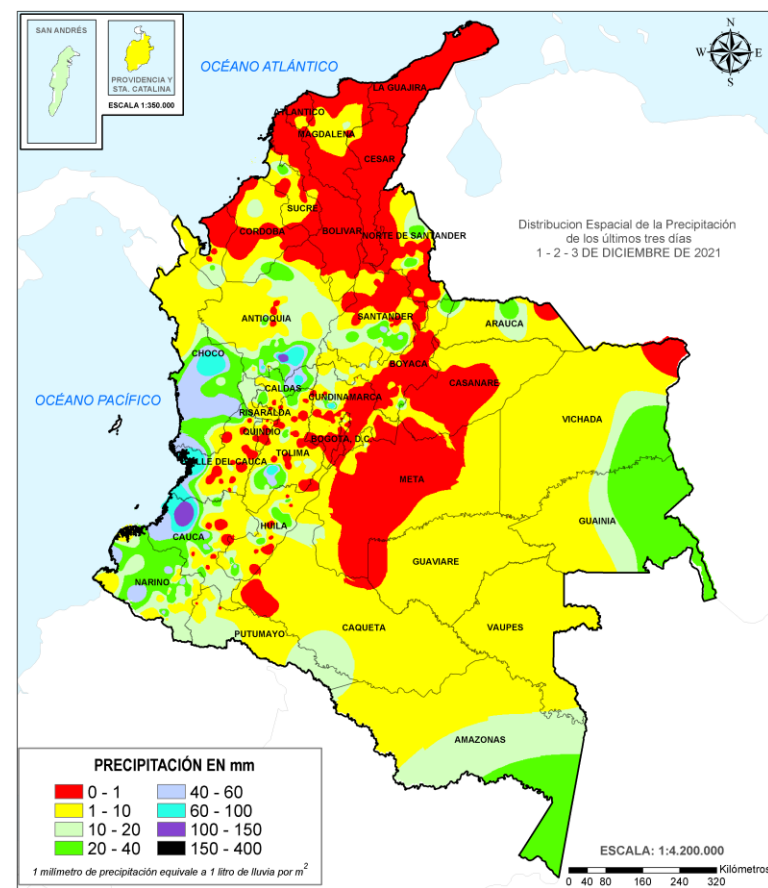 SAN ANDRÉS
PROVIDENCIA Y
STA. CATALINA
ESCALA 1:350.000
OCÉANO ATLÁNTICO
N
W E
S
LA GUAJIRA
ATLANTICO
MAGDALENA
CESAR
SUCRE
CORDOBA
BOLIVAR
NORTE DE SANTANDER
Distribucion Espacial de la Precipitación
de los últimos tres días
1 - 2 - 3 DE DICIEMBRE DE 2021
ANTIOQUIA
SANTANDER
ARAUCA
CHOCO
BOYACA
OCÉANO PACÍFICO
CALDAS
CUNDINAMARCA
CASANARE
RISARALDA
VICHADA
QUINDIO
BOGOTA, D.C.
TOLIMA
VALLE DEL CAUCA
META
GUAINIA
HUILA
CAUCA
GUAVIARE
NARINO
CAQUETA
VAUPES
PUTUMAYO
AMAZONAS
PRECIPITACIÓN EN mm
0 - 1 40 - 60
1 - 10 60 - 100
10 - 20 100 - 150
20 - 40 150 - 400
1 milímetro de precipitación equivale a 1 litro de lluvia por m²
ESCALA: 1:4.200.000
Kilómetros
0 40 80 160 240 320